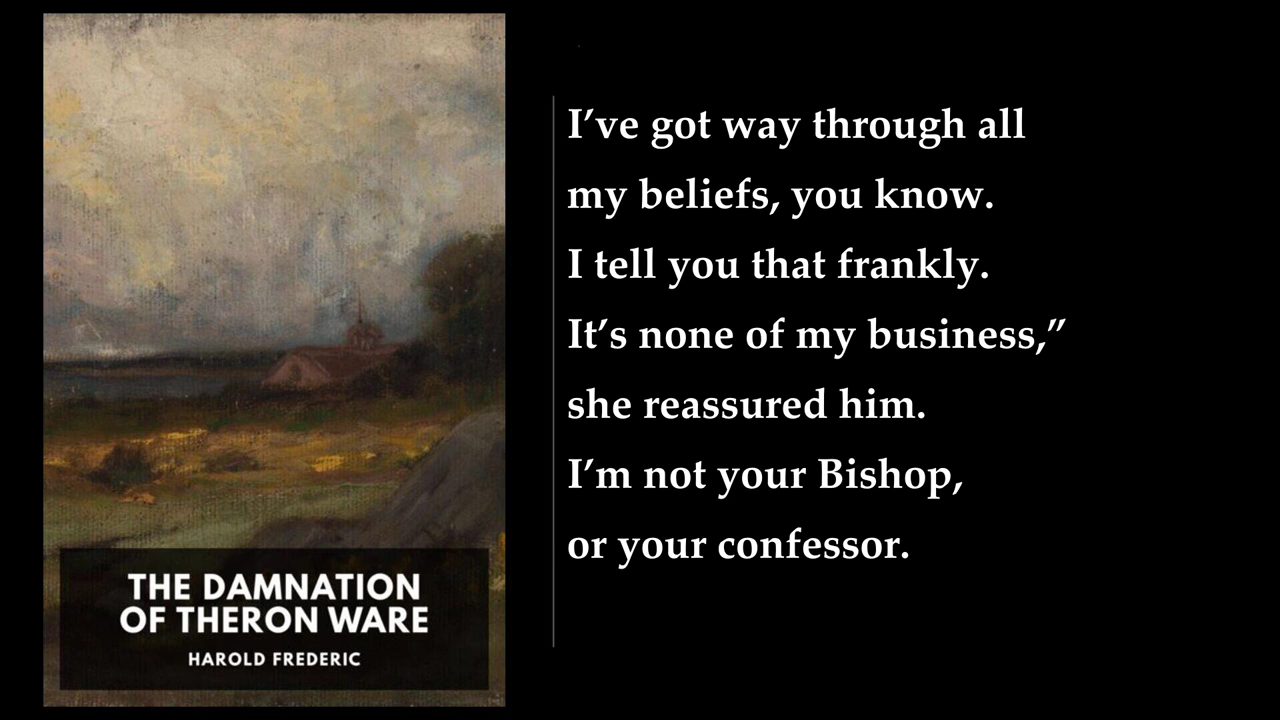 THE DAMNATION
OF THERON WARE
HAROLD FREDERIC
I’ve got way through all
my beliefs, you know.
I tell you that frankly.
It’s none of my business,”
she reassured him.
I’m not your Bishop,
or your confessor.